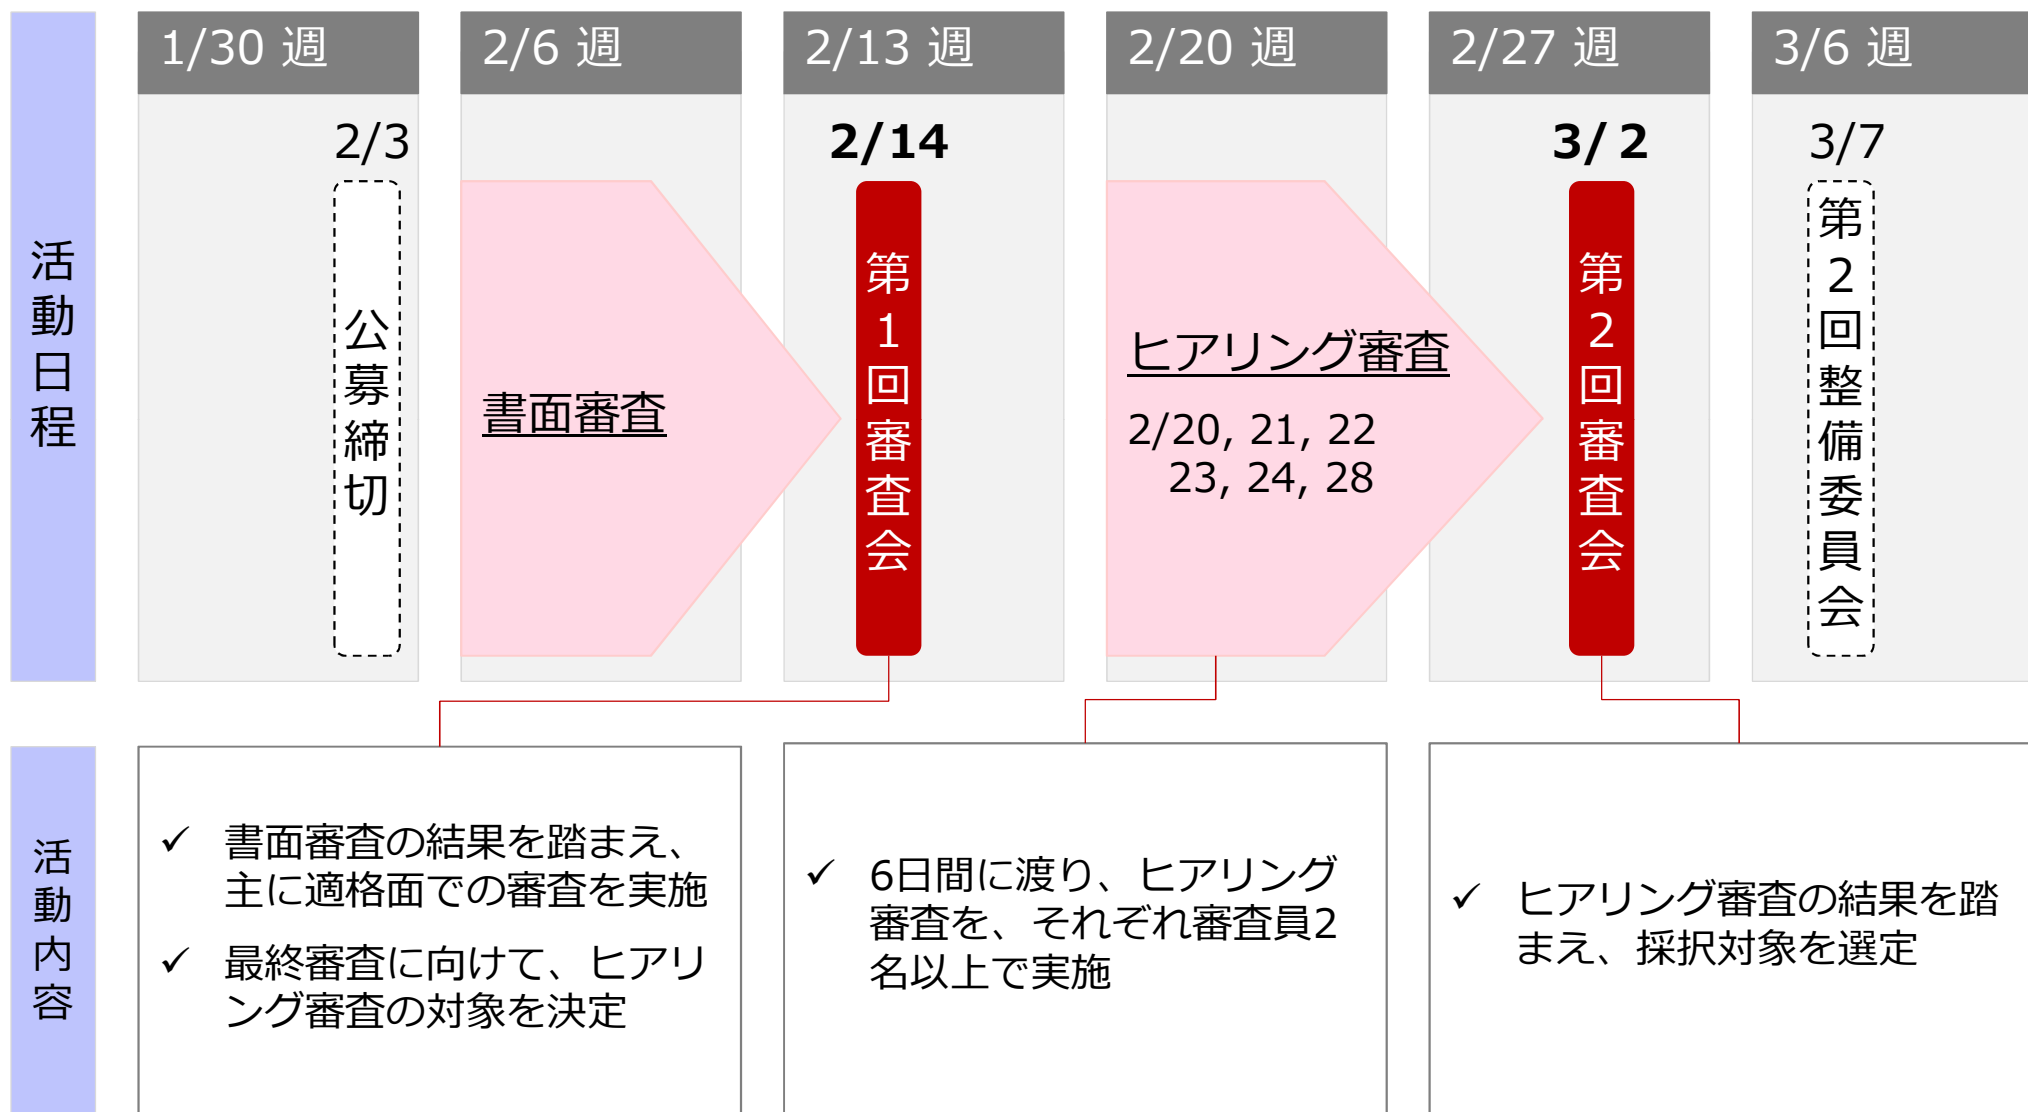 活動日程
1/30 週
2/6 週
2/13 週
2/20 週
2/27 週
3/6 週
2/3
公募締切
書面審査
2/14
第1回審査会
ヒアリング審査
2/20, 21, 22
23, 24, 28
3/ 2
第2回審査会
3/7
第2回整備委員会
活動内容
✓ 書面審査の結果を踏まえ、
主に適格面での審査を実施
✓ 最終審査に向けて、ヒアリ
ング審査の対象を決定
✓ 6日間に渡り、ヒアリング
審査を、それぞれ審査員2
名以上で実施
✓ ヒアリング審査の結果を踏
まえ、採択対象を選定